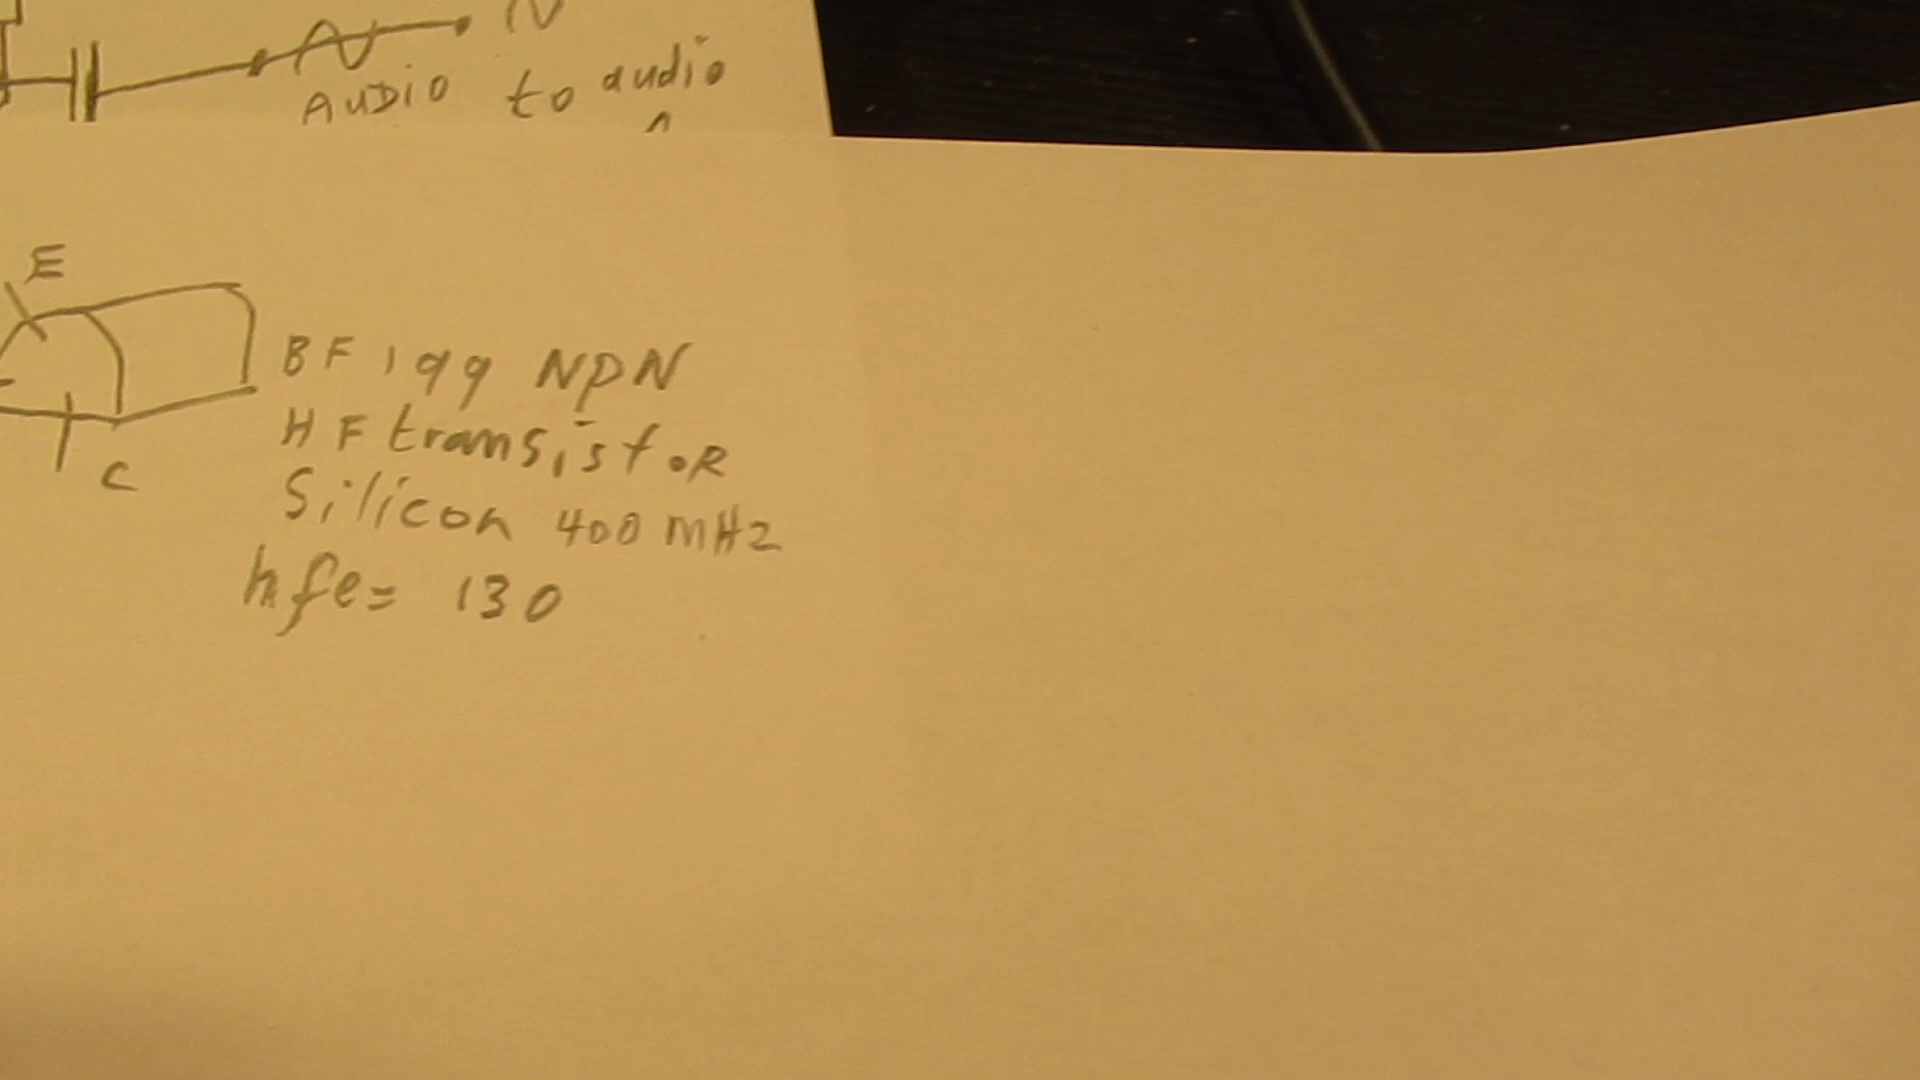 AUDIO to audio
E
BF199 NPN
HF transistor
Silicon 400 mHz
hfe= 130
C